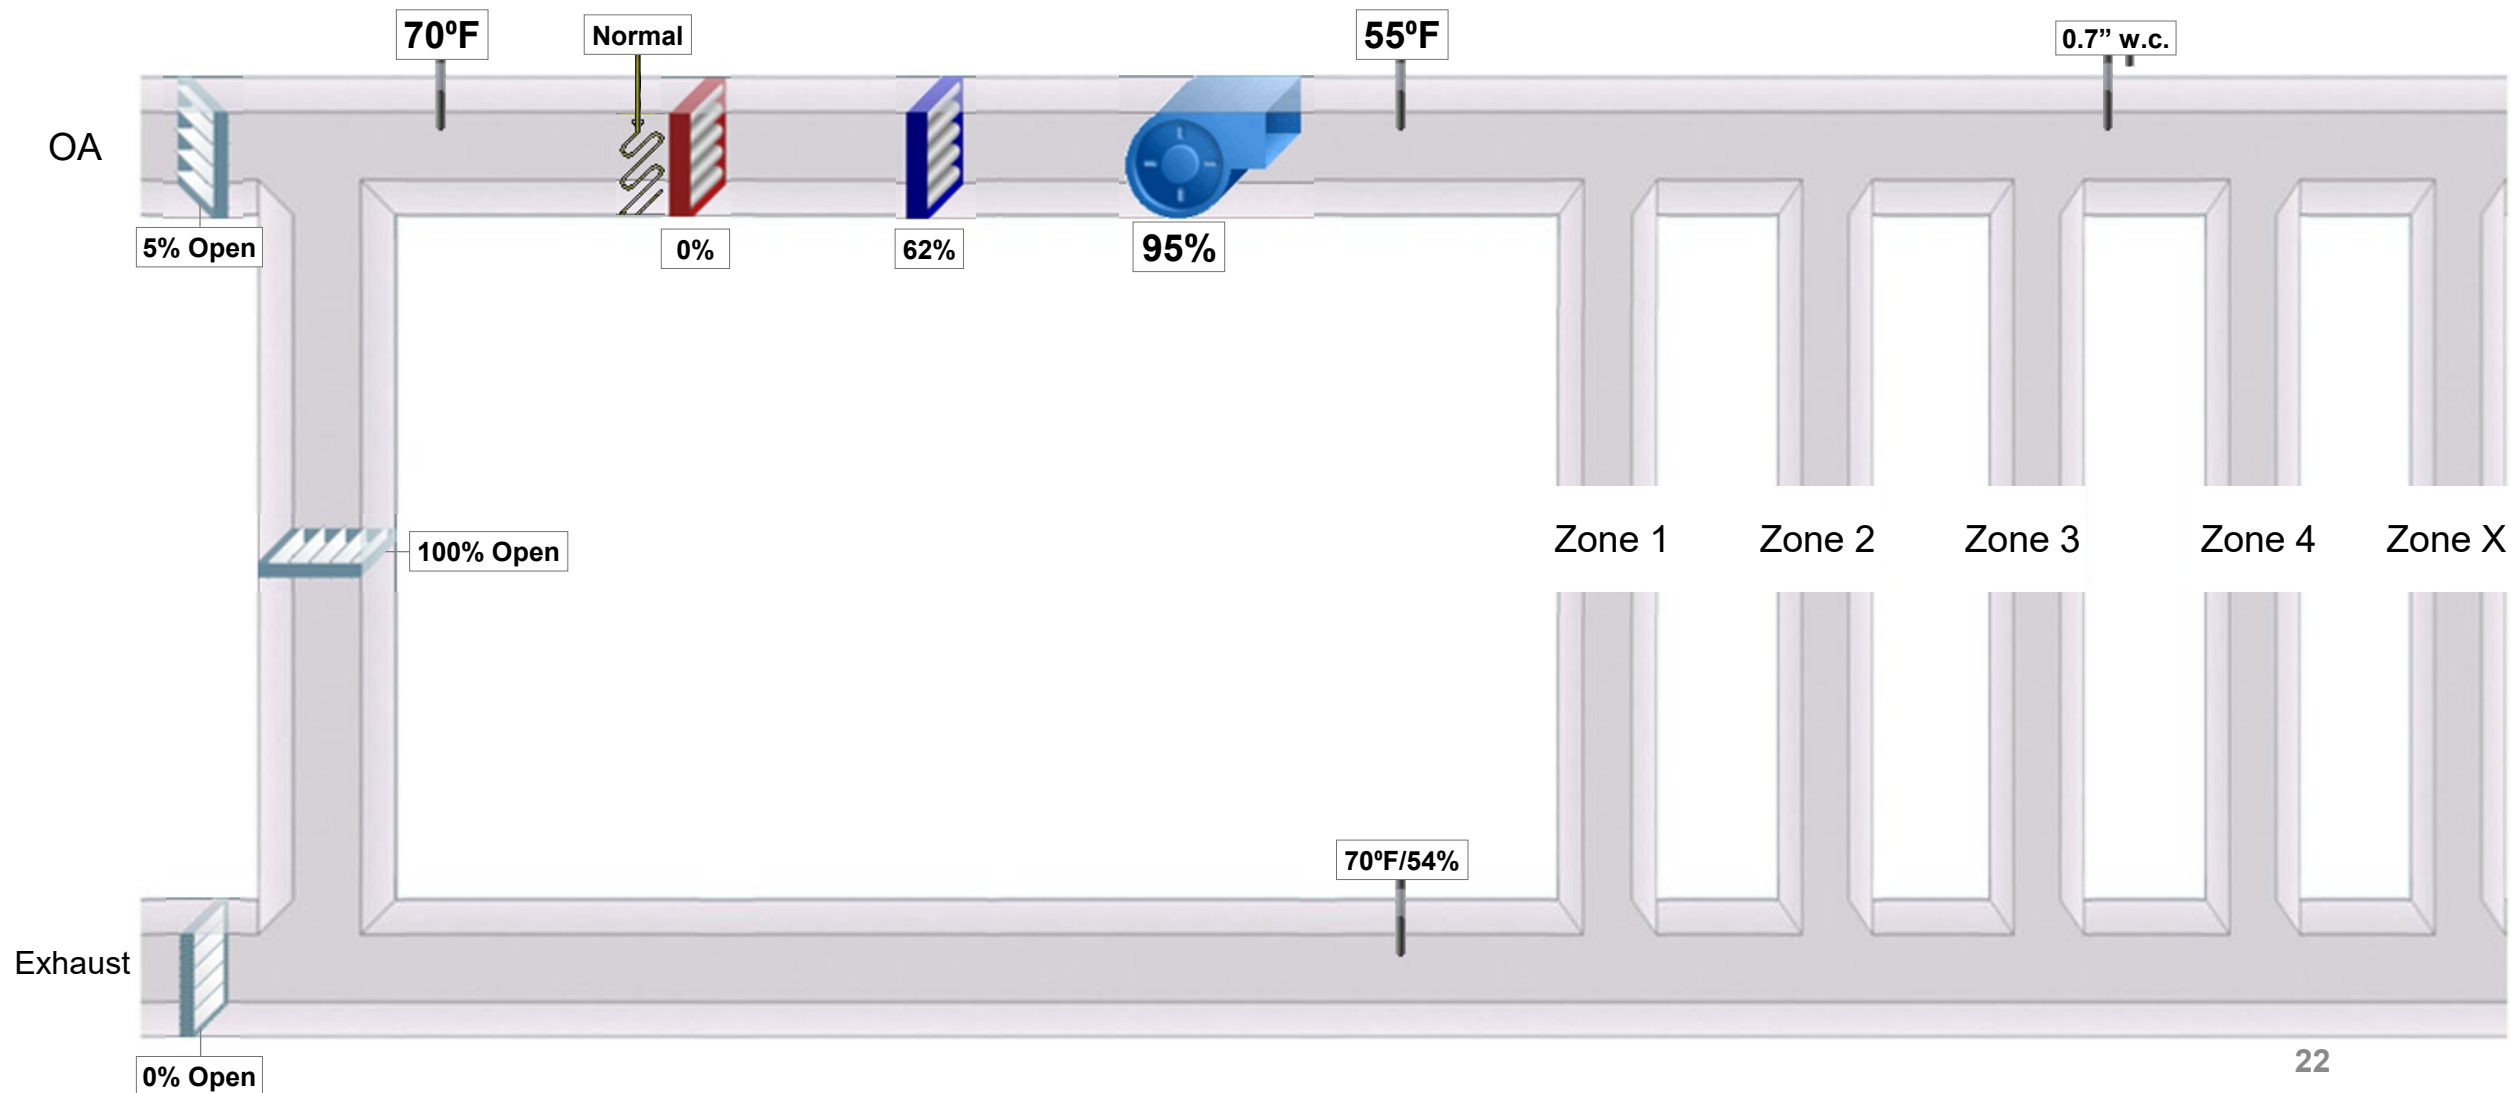 70ºF
Normal
55ºF
0.7” w.c.
OA
5% Open
0%
62%
95%
100% Open
Zone 1
Zone 2
Zone 3
Zone 4
Zone X
70ºF/54%
Exhaust
0% Open
22